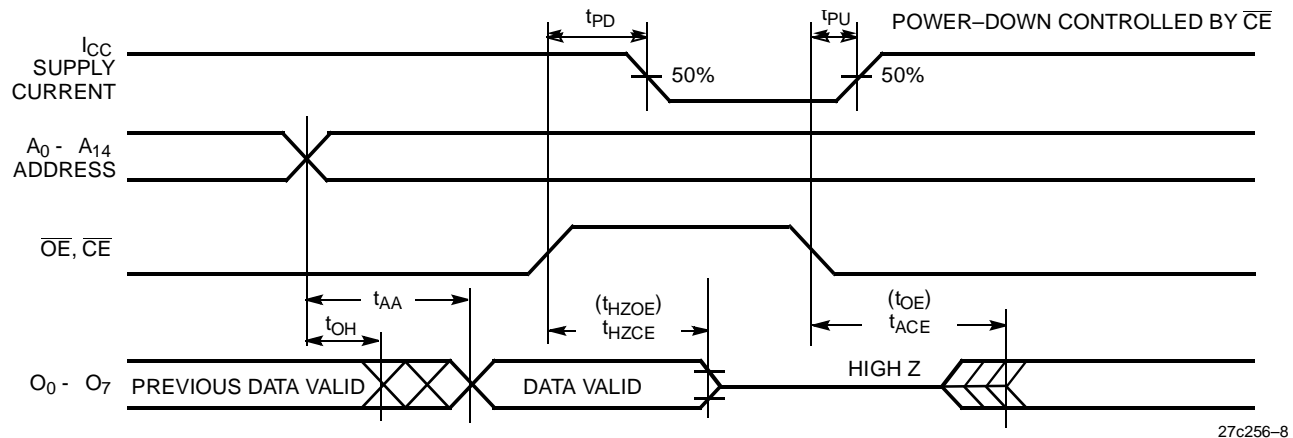 tPD
tPU
POWER–DOWN CONTROLLED BY CE
ICC
SUPPLY
CURRENT
50%
50%
A0 - A14
ADDRESS
OE, CE
tAA
(tHZOE)
tHZCE
(tOE)
tACE
tOH
HIGH Z
O0 - O7
PREVIOUS DATA VALID
DATA VALID
27c256–8